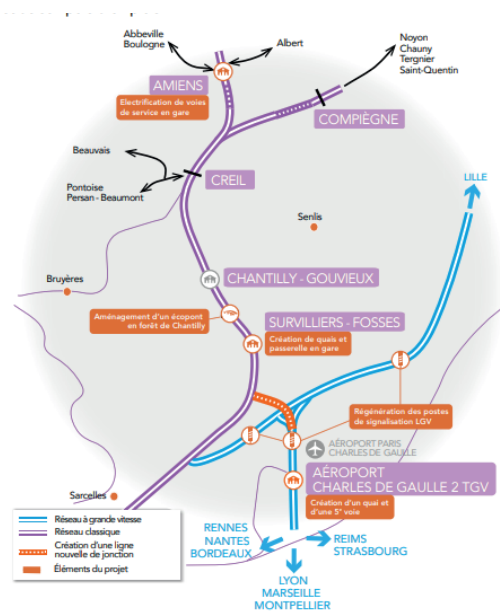 Abbeville
Boulogne
Albert
AMIENS
Electrification de voies
de service en gare
Noyon
Chauny
Tergnier
Saint-Quentin
COMPIÈGNE
Beauvais
CREIL
Pontoise
Persan - Beaumont
LILLE
Senlis
Bruyères
CHANTILLY - GOUVIEUX
Aménagement d'un écopont
en forêt de Chantilly
SURVILLIERS - FOSSES
Création de quais et
passerelle en gare
Régénération des postes
de signalisation LGV
AÉROPORT PARIS
CHARLES DE GAULLE
AÉROPORT
CHARLES DE GAULLE 2 TGV
Création d'un quai et
d'une 5e voie
Sarcelles
Réseau à grande vitesse
Réseau classique
Création d'une ligne
nouvelle de jonction
Éléments du projet
RENNES
NANTES
BORDEAUX
REIMS
STRASBOURG
LYON
MARSEILLE
MONTPELLIER